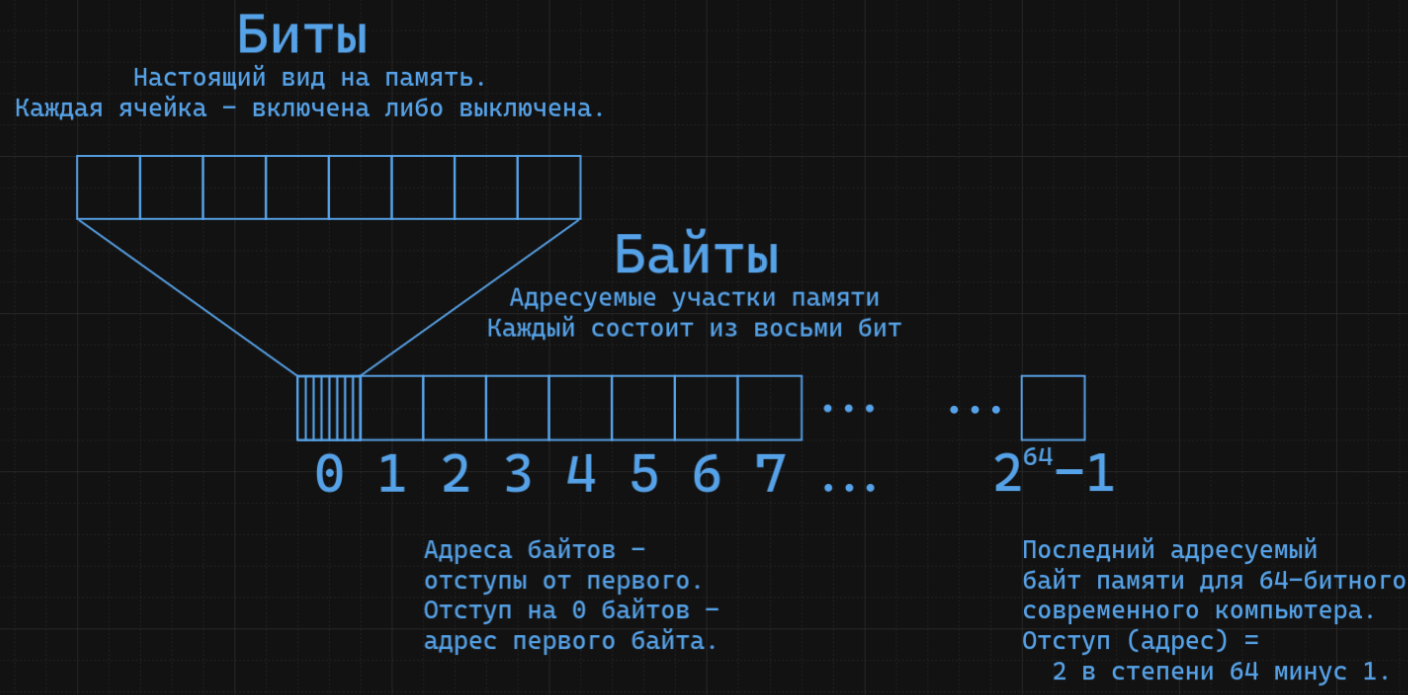 Биты
Настоящий вид на память.
Каждая ячейка – включена либо выключена.
Байты
Адресуемые участки памяти
Каждый состоит из восьми бит
... ...
0 1 2 3 4 5 6 7 ... 2⁶⁴–1
Адреса байтов –
отступы от первого.
Отступ на 0 байтов –
адрес первого байта.
Последний адресуемый
байт памяти для 64–битного
современного компьютера.
Отступ (адрес) =
2 в степени 64 минус 1.